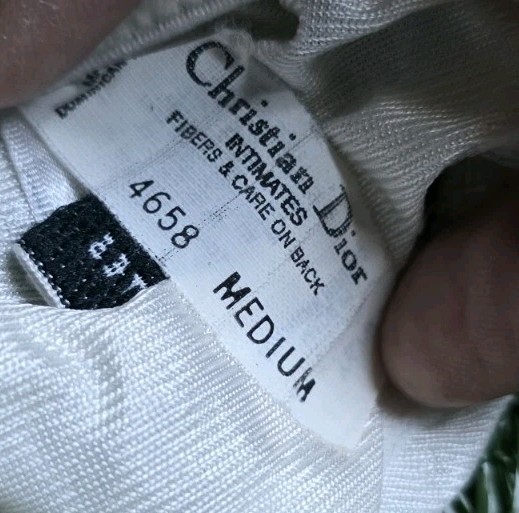 Christian Dior
INTIMATES
FIBERS & CARE ON BACK
4658
MEDIUM